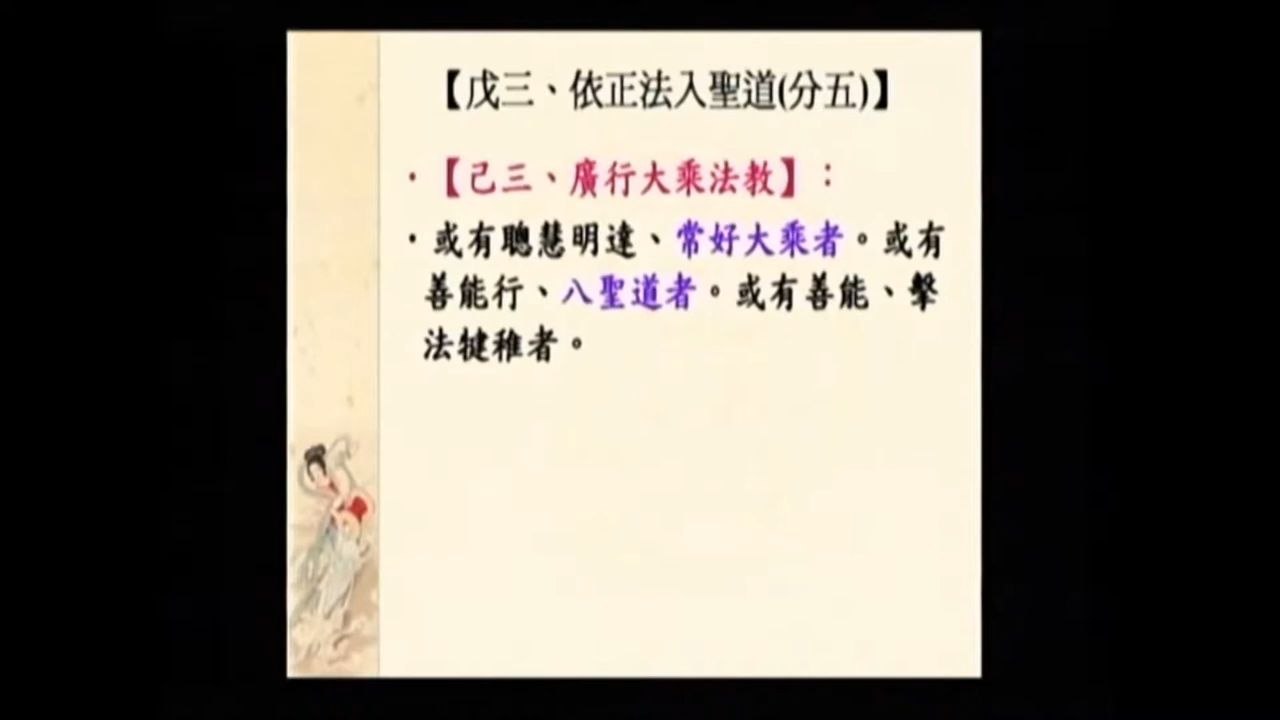 【戊三、依正法入聖道(分五)】
·【己三、廣行大乘法教】：
·或有聰慧明達、常好大乘者。或有
善能行、八聖道者。或有善能、擊
法犍稚者。